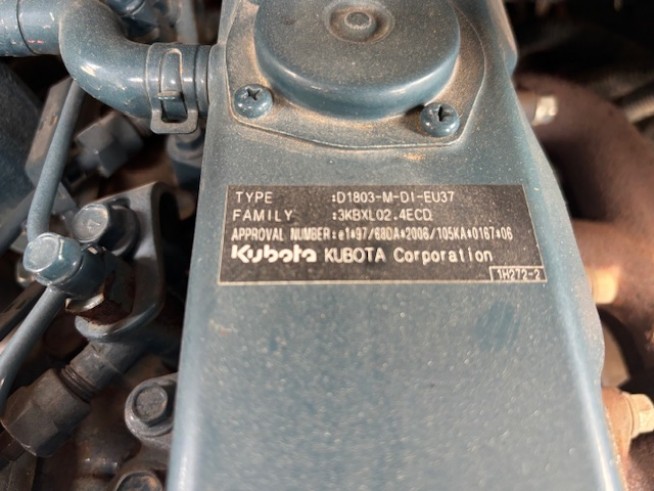 TYPE :D1803-M-DI-EU37
FAMILY :3KBXL02.4ECD
APPROVAL NUMBER:e1*97/68DA*2006/105KA*0167*06
Kubota KUBOTA Corporation
1H272-2